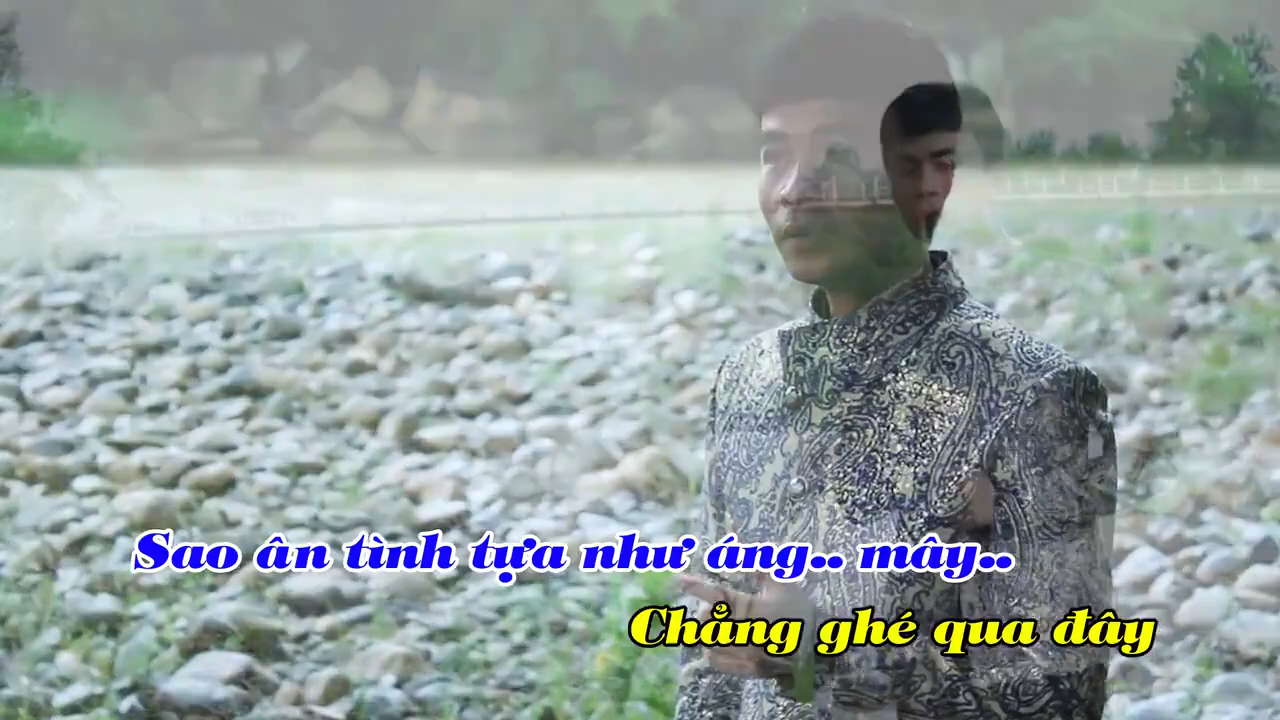 Sao ân tình tựa như áng.. mây..
Chẳng ghé qua đây